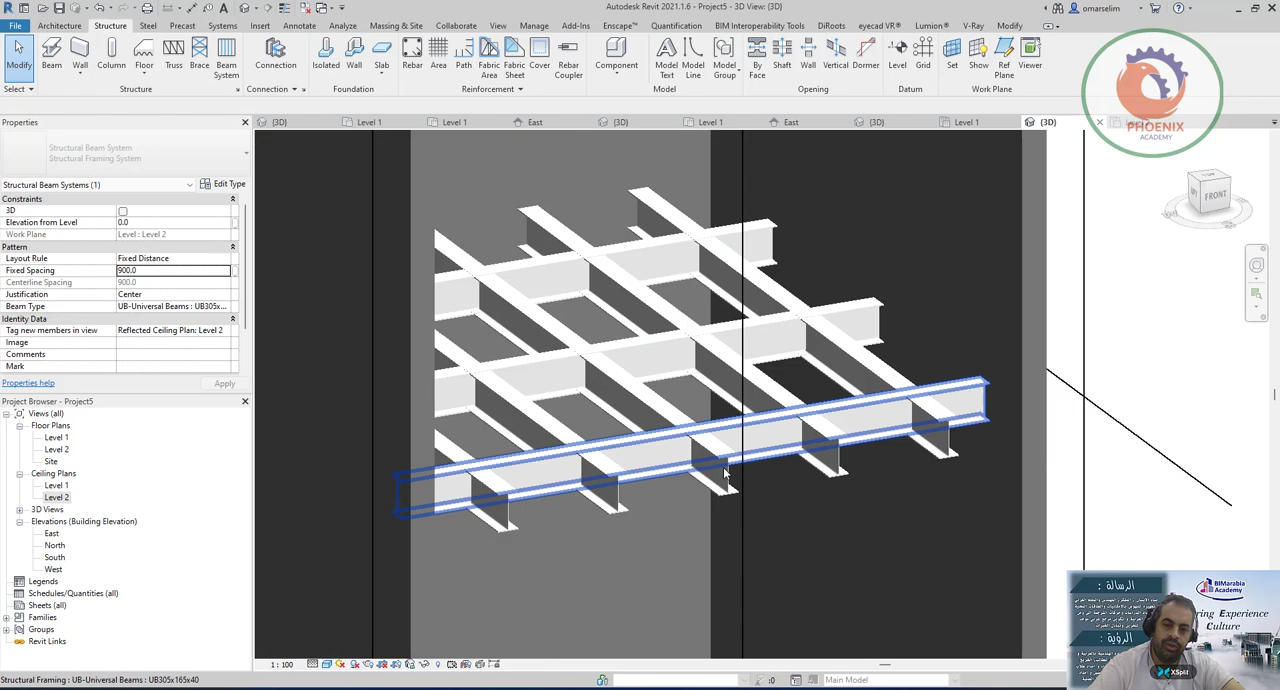 Autodesk Revit 2021.1.6 - Project5 - 3D View: {3D}
omarselim
File Architecture Structure Steel Precast Systems Insert Annotate Analyze Massing & Site Collaborate View Manage Add-Ins Enscape™ Quantification BIM Interoperability Tools DiRoots eyecad VR® Lumion® V-Ray Modify
Modify Beam Wall Column Floor Truss Brace Beam System Connection Isolated Wall Slab Rebar Area Path Fabric Area Fabric Sheet Cover Rebar Coupler Component Model Text Model Line Model Group By Face Shaft Wall Vertical Dormer Level Grid Set Show Ref Plane Viewer
Select Structure Connection Foundation Reinforcement Model Opening Datum Work Plane
PHOENIX
ACADEMY
Properties
{3D} Level 1 Level 1 East {3D} Level 1 East {3D} Level 1 {3D}
Structural Beam System
Structural Framing System
Structural Beam Systems (1) Edit Type
Constraints
3D
Elevation from Level 0.0
Work Plane Level : Level 2
Pattern
Layout Rule Fixed Distance
Fixed Spacing 900.0
Centerline Spacing 900.0
Justification Center
Beam Type UB-Universal Beams : UB305x...
Identity Data
Tag new members in view Reflected Ceiling Plan: Level 2
Image
Comments
Mark
Properties help Apply
FRONT
Project Browser - Project5
Views (all)
Floor Plans
Level 1
Level 2
Site
Ceiling Plans
Level 1
Level 2
3D Views
Elevations (Building Elevation)
East
North
South
West
Legends
Schedules/Quantities (all)
Sheets (all)
Families
Groups
Revit Links
1 : 100
Structural Framing : UB-Universal Beams : UB305x165x40
:0
Main Model
الرسالة :
BIMarabia
Academy
ering Experience
Culture
الرؤية :
XSplit